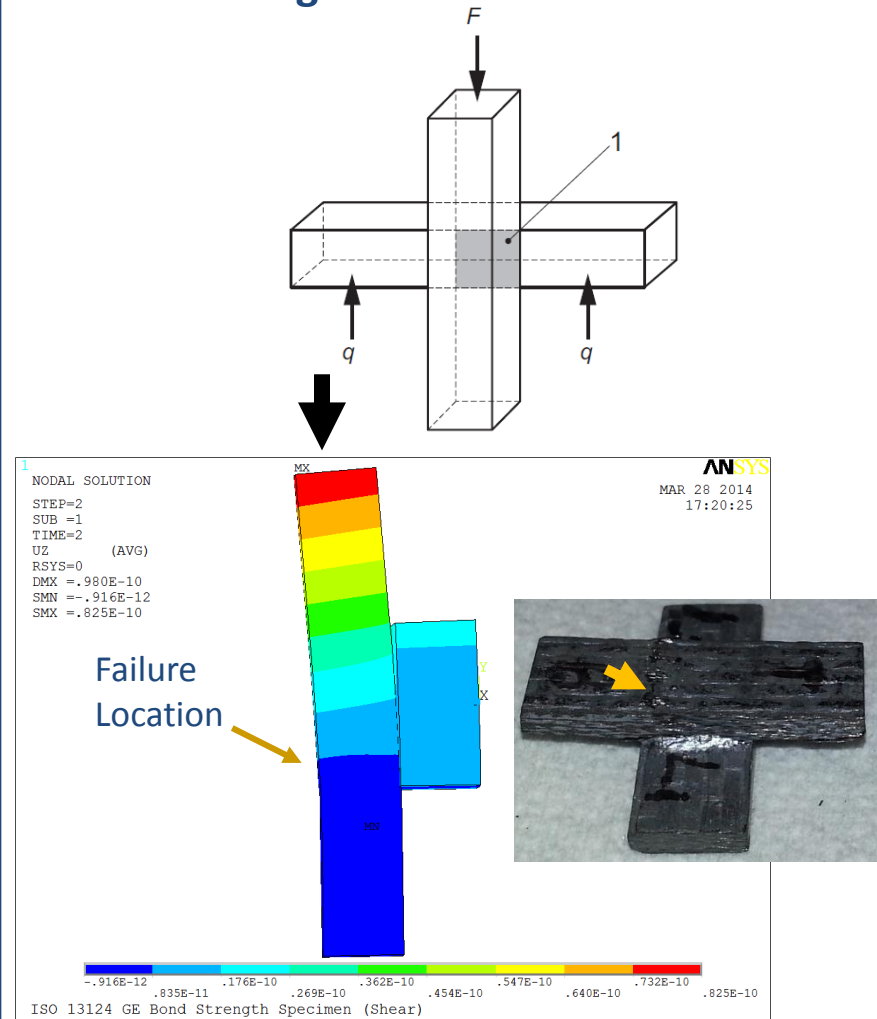 F
1
q
q
1
NODAL SOLUTION
STEP=2
SUB =1
TIME=2
UZ (AVG)
RSYS=0
DMX =.980E-10
SMN =-.916E-12
SMX =.825E-10
MX
ANSYS
MAR 28 2014
17:20:25
Y
X
Failure
Location
MN
-.916E-12 .176E-10 .362E-10 .547E-10 .732E-10
.835E-11 .269E-10 .454E-10 .640E-10 .825E-10
ISO 13124 GE Bond Strength Specimen (Shear)